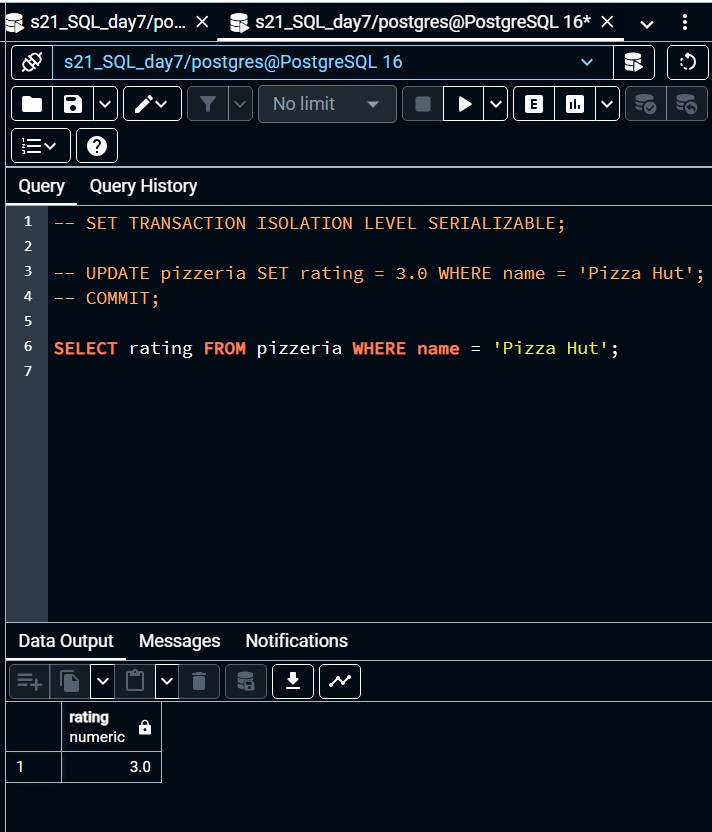 s21_SQL_day7/po...
s21_SQL_day7/postgres@PostgreSQL 16*
s21_SQL_day7/postgres@PostgreSQL 16
No limit
E
Query
Query History
1 -- SET TRANSACTION ISOLATION LEVEL SERIALIZABLE;
2
3 -- UPDATE pizzeria SET rating = 3.0 WHERE name = 'Pizza Hut';
4 -- COMMIT;
5
6 SELECT rating FROM pizzeria WHERE name = 'Pizza Hut';
7
Data Output
Messages
Notifications
rating
numeric
1
3.0